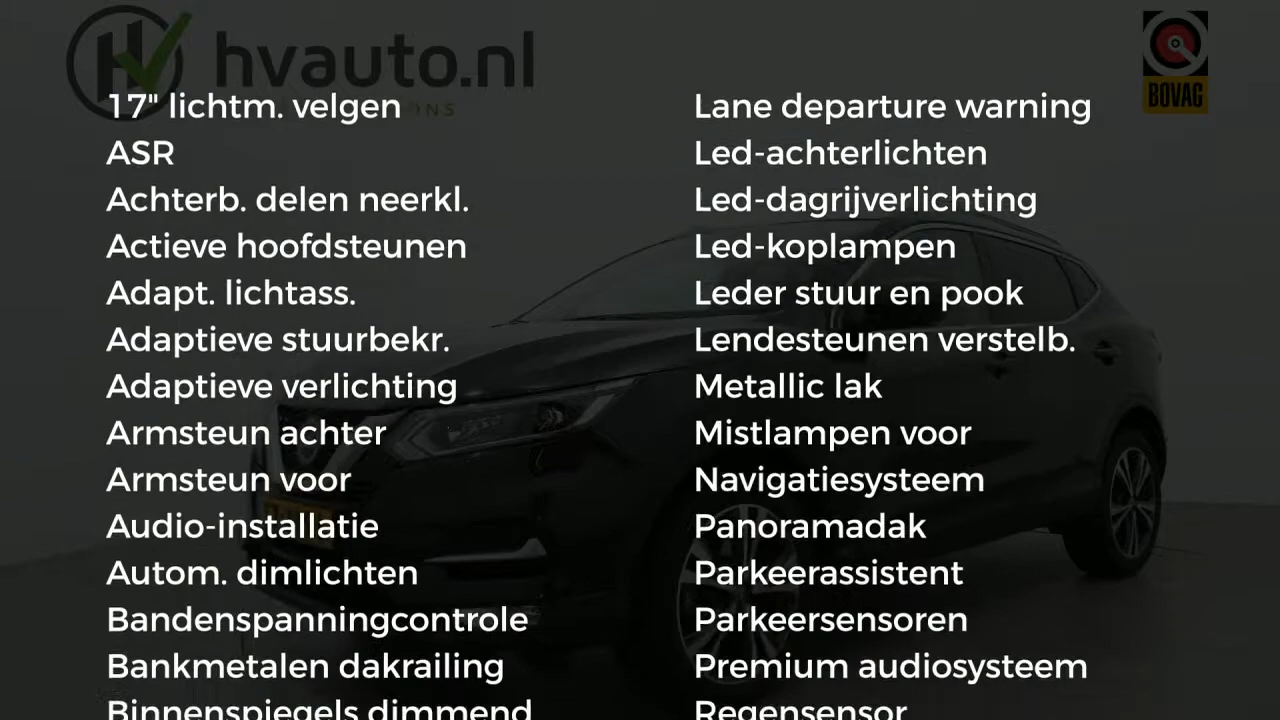 hvauto.nl
BOVAG
17" lichtm. velgen
ASR
Achterb. delen neerkl.
Actieve hoofdsteunen
Adapt. lichtass.
Adaptieve stuurbekr.
Adaptieve verlichting
Armsteun achter
Armsteun voor
Audio-installatie
Autom. dimlichten
Bandenspanningcontrole
Bankmetalen dakrailing
Binnenspiegels dimmend
Lane departure warning
Led-achterlichten
Led-dagrijverlichting
Led-koplampen
Leder stuur en pook
Lendesteunen verstelb.
Metallic lak
Mistlampen voor
Navigatiesysteem
Panoramadak
Parkeerassistent
Parkeersensoren
Premium audiosysteem
Regensensor